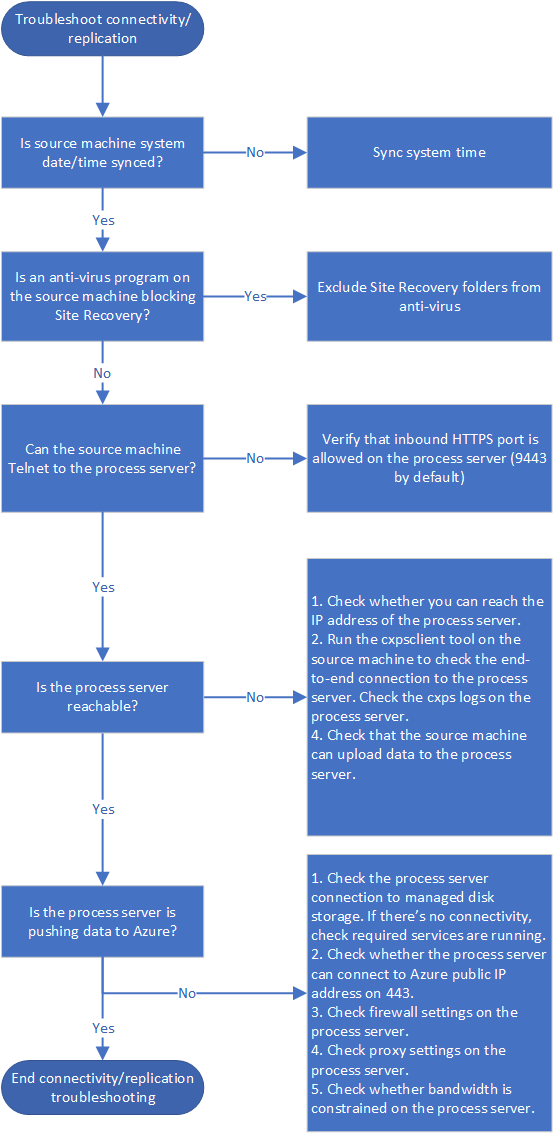 Troubleshoot connectivity/
replication
Is source machine system
date/time synced?
No
Sync system time
Yes
Is an anti-virus program on
the source machine blocking
Site Recovery?
Yes
Exclude Site Recovery folders from
anti-virus
No
Can the source machine
Telnet to the process server?
No
Verify that inbound HTTPS port is
allowed on the process server (9443
by default)
Yes
Is the process server
reachable?
No
1. Check whether you can reach the
IP address of the process server.
2. Run the cxpsclient tool on the
source machine to check the end-
to-end connection to the process
server. Check the cxps logs on the
process server.
4. Check that the source machine
can upload data to the process
server.
Yes
Is the process server is
pushing data to Azure?
No
1. Check the process server
connection to managed disk
storage. If there’s no connectivity,
check required services are running.
2. Check whether the process server
can connect to Azure public IP
address on 443.
3. Check firewall settings on the
process server.
4. Check proxy settings on the
process server.
5. Check whether bandwidth is
constrained on the process server.
Yes
End connectivity/replication
troubleshooting